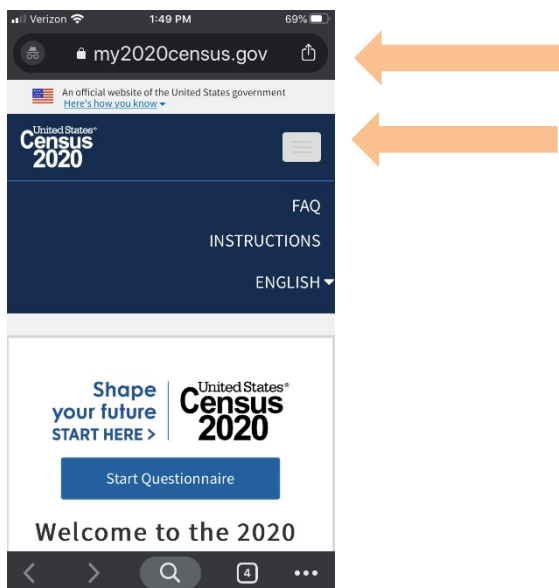 Verizon 1:49 PM 69%
my2020census.gov
An official website of the United States government
Here's how you know
United States®
Census
2020
FAQ
INSTRUCTIONS
ENGLISH
Shape
your future
START HERE >
United States®
Census
2020
Start Questionnaire
Welcome to the 2020
4